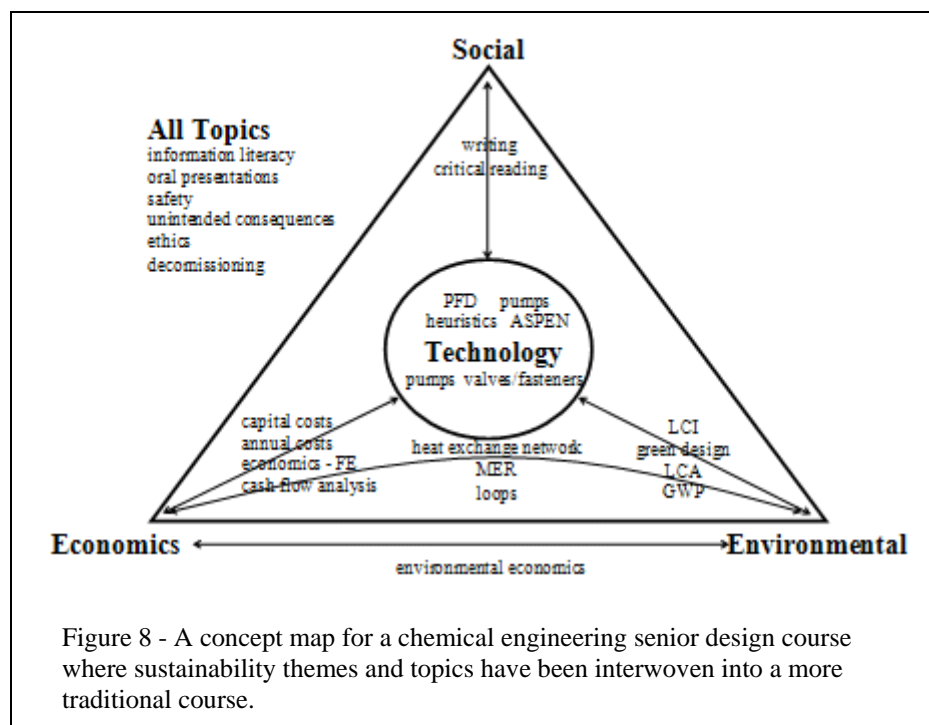 Social
All Topics
information literacy
oral presentations
safety
unintended consequences
ethics
decomissioning
writing
critical reading
PFD pumps
heuristics ASPEN
Technology
pumps valves/fasteners
capital costs
annual costs
economics - FE
cash flow analysis
heat exchange network
MER
loops
LCI
green design
LCA
GWP
Economics
Environmental
environmental economics
Figure 8 - A concept map for a chemical engineering senior design course
where sustainability themes and topics have been interwoven into a more
traditional course.